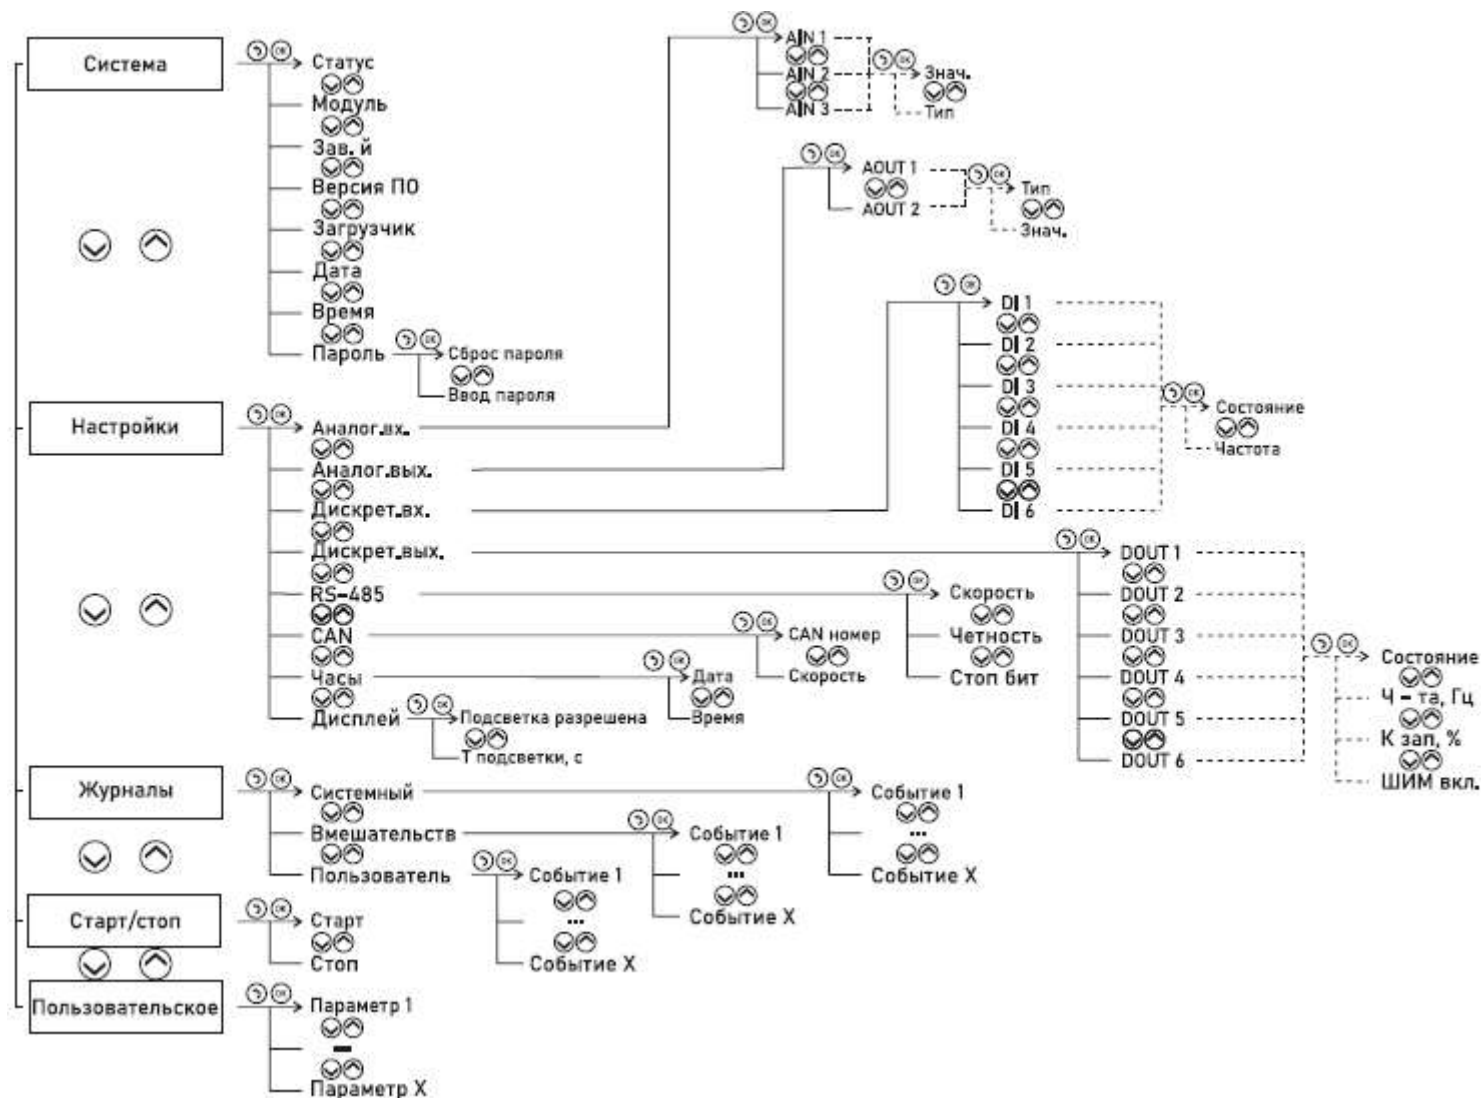 Система
Статус
Модуль
Зав. й
Версия ПО
Загрузчик
Дата
Время
Пароль
Сброс пароля
Ввод пароля
Настройки
Аналог.вх.
AIN 1
AIN 2
AIN 3
Знач.
Тип
Аналог.вых.
AOUT 1
AOUT 2
Тип
Знач.
Дискрет.вх.
DI 1
DI 2
DI 3
DI 4
DI 5
DI 6
Состояние
Частота
Дискрет.вых.
DOUT 1
DOUT 2
DOUT 3
DOUT 4
DOUT 5
DOUT 6
Состояние
Ч – та, Гц
К зап, %
ШИМ вкл.
RS-485
Скорость
Четность
Стоп бит
CAN
CAN номер
Скорость
Часы
Дата
Время
Дисплей
Подсветка разрешена
Т подсветки, с
Журналы
Системный
Событие 1
...
Событие X
Вмешательств
Событие 1
...
Событие X
Пользователь
Событие 1
...
Событие X
Старт/стоп
Старт
Стоп
Пользовательское
Параметр 1
Параметр X